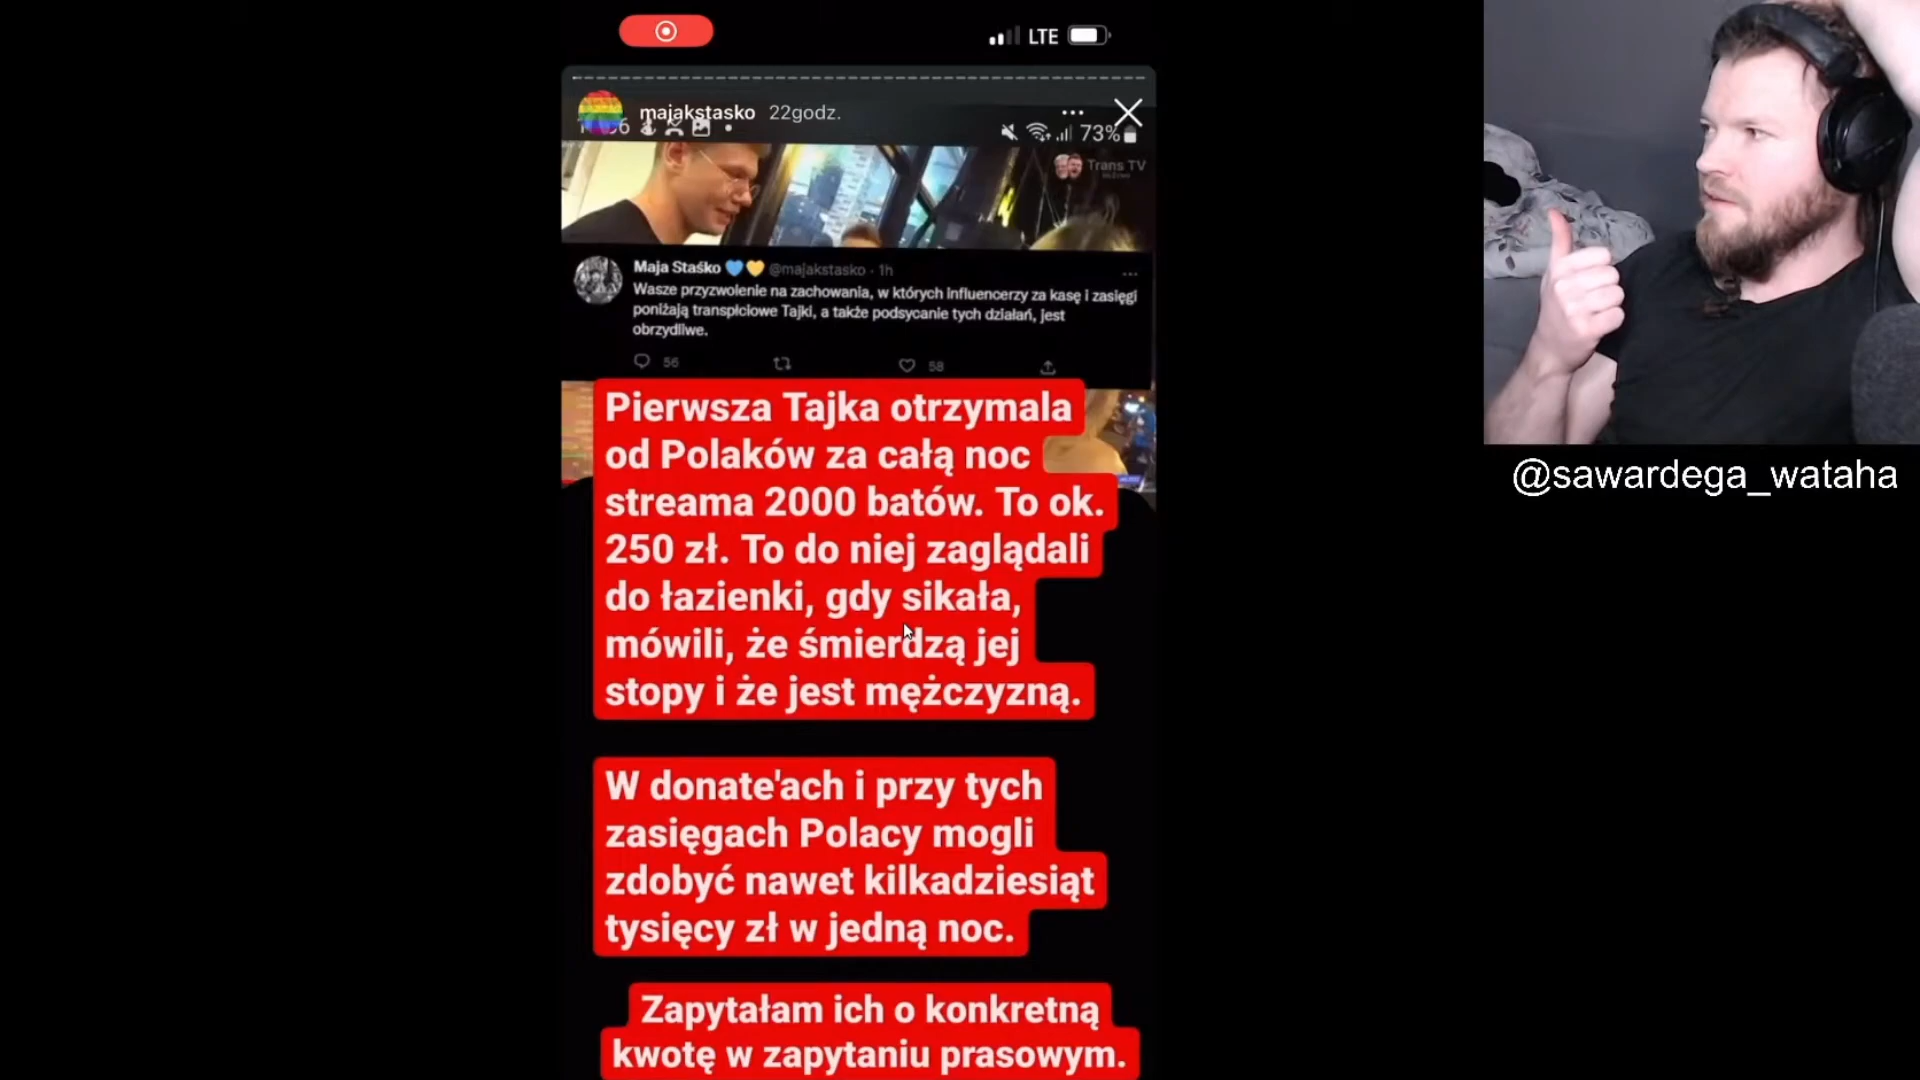 LTE
majakstasko 22godz.
73%
Trans TV
Maja Staśko 💙💛 @majakstasko · 1h
Wasze przyzwolenie na zachowania, w których influencerzy za kasę i zasięgi
poniżają transpłciowe Tajki, a także podsycanie tych działań, jest
obrzydliwe.
56 58
Pierwsza Tajka otrzymala
od Polaków za całą noc
streama 2000 batów. To ok.
250 zł. To do niej zaglądali
do łazienki, gdy sikała,
mówili, że śmierdzą jej
stopy i że jest mężczyzną.
W donate'ach i przy tych
zasięgach Polacy mogli
zdobyć nawet kilkadziesiąt
tysięcy zł w jedną noc.
Zapytałam ich o konkretną
kwotę w zapytaniu prasowym.
@sawardega_wataha